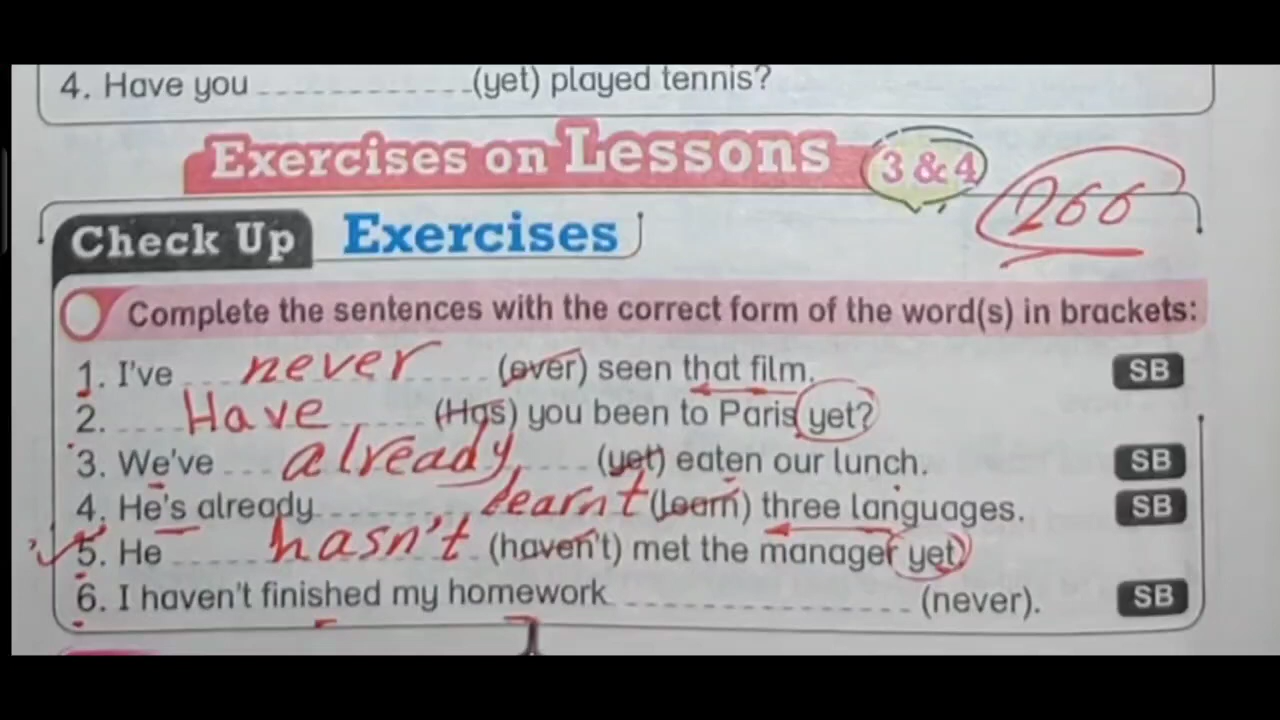 4. Have you ............ (yet) played tennis?
Exercises on Lessons 3 & 4
266
Check Up Exercises
Complete the sentences with the correct form of the word(s) in brackets:
1. I've never (ever) seen that film. SB
2. Have (Has) you been to Paris yet?
3. We've already (yet) eaten our lunch. SB
4. He's already learnt (learn) three languages. SB
5. He hasn't (haven't) met the manager yet.
6. I haven't finished my homework ............ (never). SB